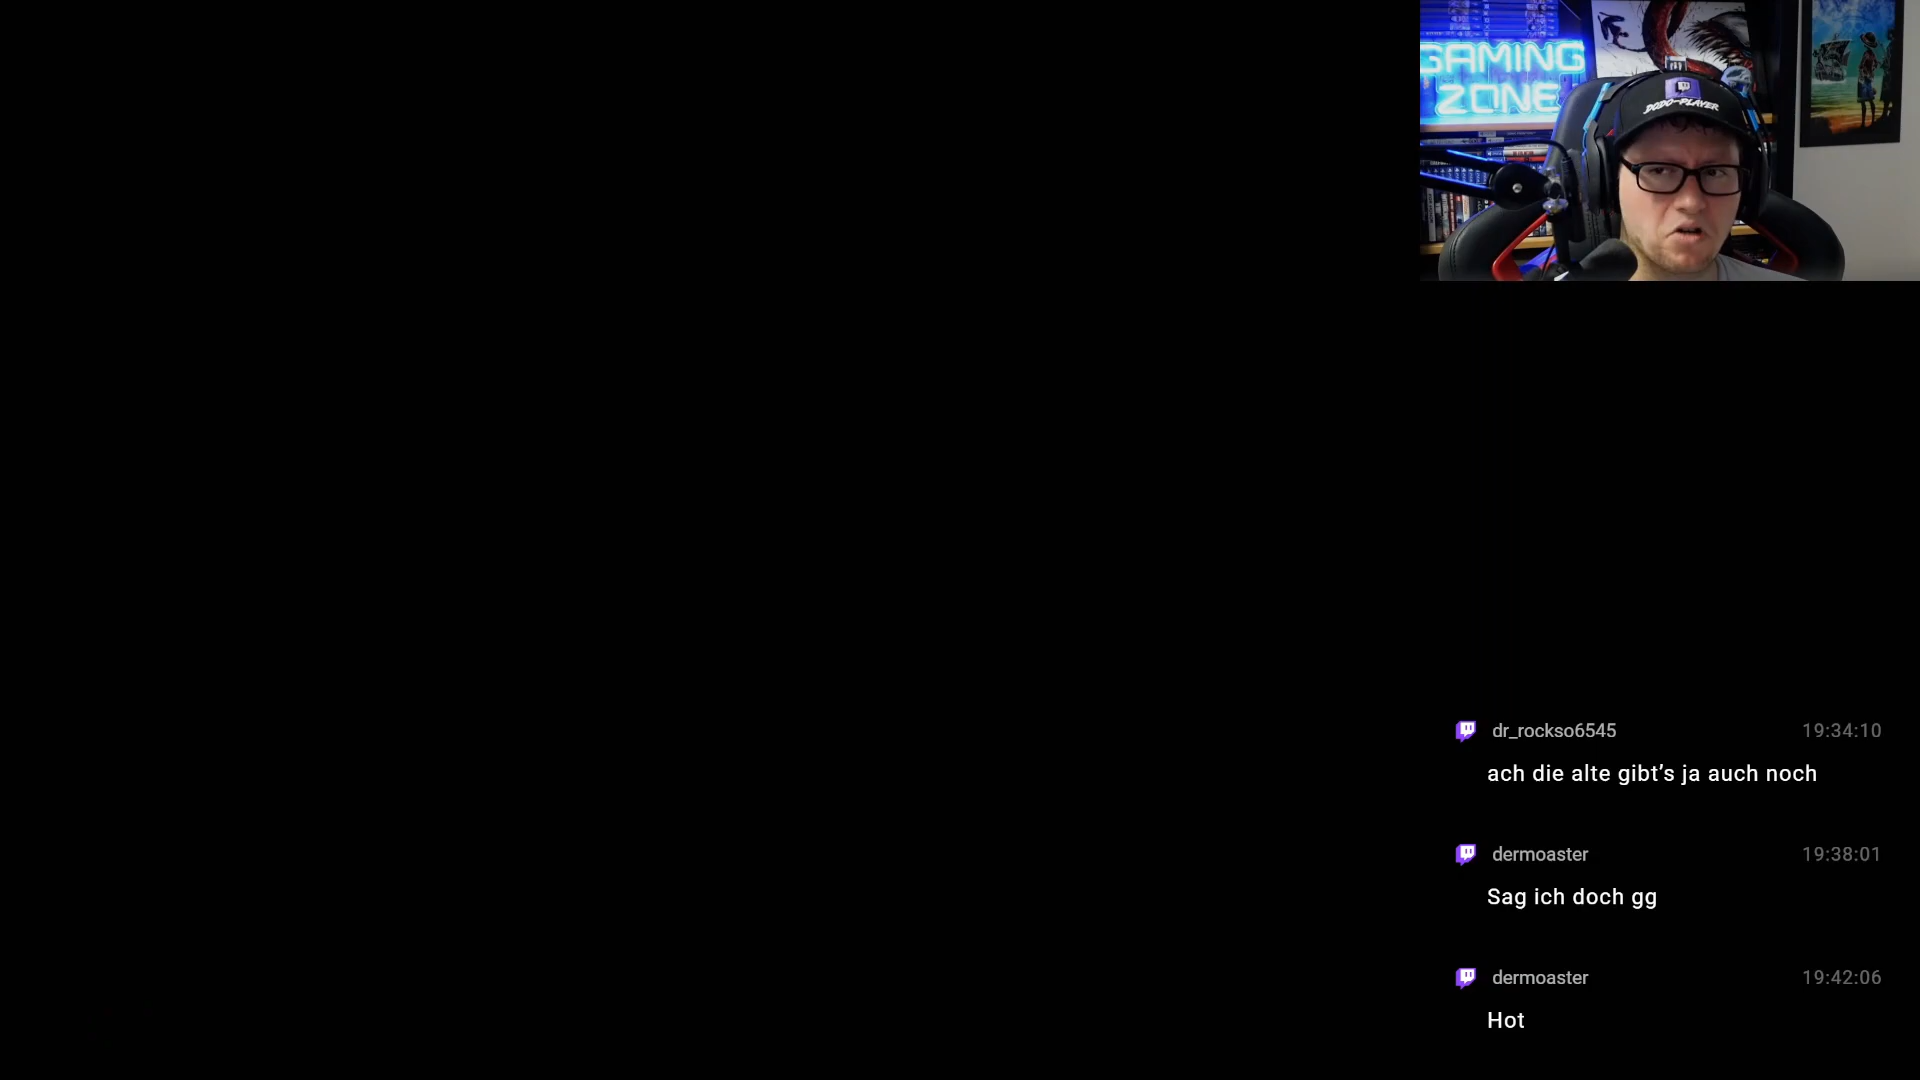 GAMING
ZONE
DODO-PLAYER
dr_rockso6545 19:34:10
ach die alte gibt’s ja auch noch
dermoaster 19:38:01
Sag ich doch gg
dermoaster 19:42:06
Hot